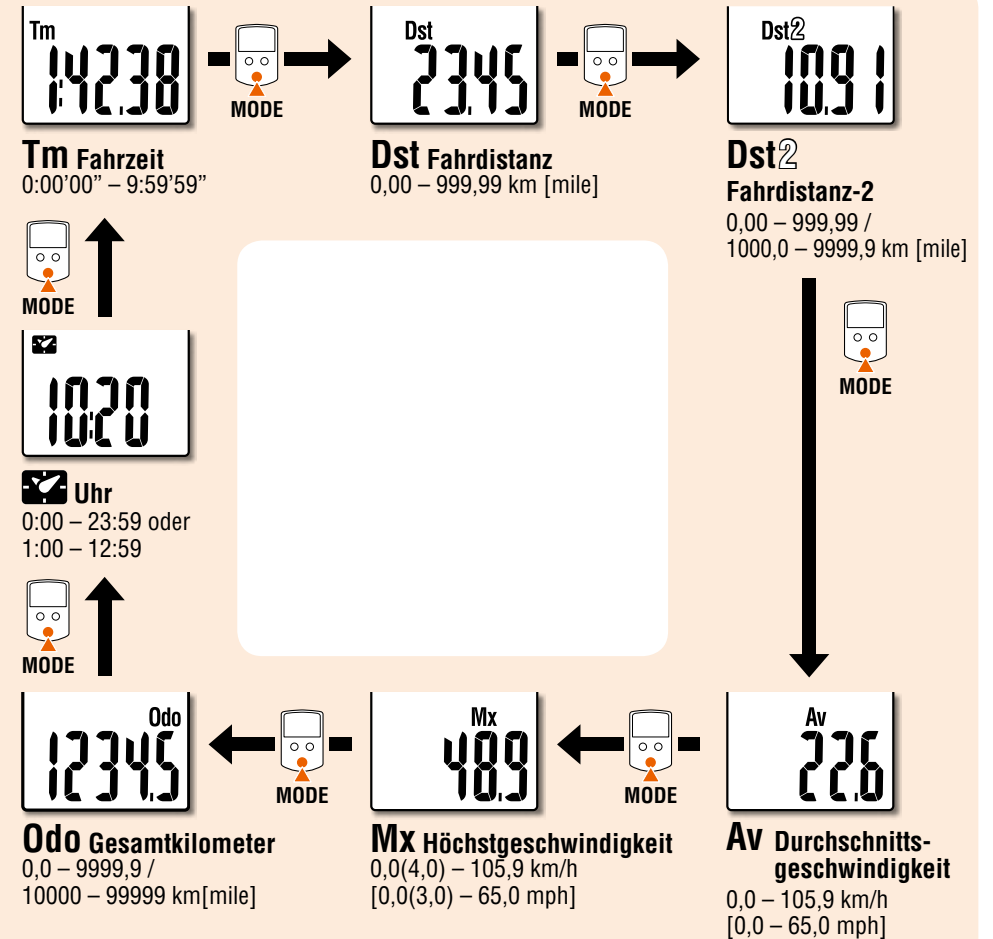 Tm
1:42.38
MODE
Dst
23.45
MODE
Dst2
10.91
Tm Fahrzeit
0:00’00” – 9:59’59”
Dst Fahrdistanz
0,00 – 999,99 km [mile]
Dst2
Fahrdistanz-2
0,00 – 999,99 /
1000,0 – 9999,9 km [mile]
MODE
MODE
10:20
Uhr
0:00 – 23:59 oder
1:00 – 12:59
MODE
Odo
1234.5
MODE
Mx
48.9
MODE
Av
22.6
Odo Gesamtkilometer
0,0 – 9999,9 /
10000 – 99999 km[mile]
Mx Höchstgeschwindigkeit
0,0(4,0) – 105,9 km/h
[0,0(3,0) – 65,0 mph]
Av Durchschnitts-
geschwindigkeit
0,0 – 105,9 km/h
[0,0 – 65,0 mph]